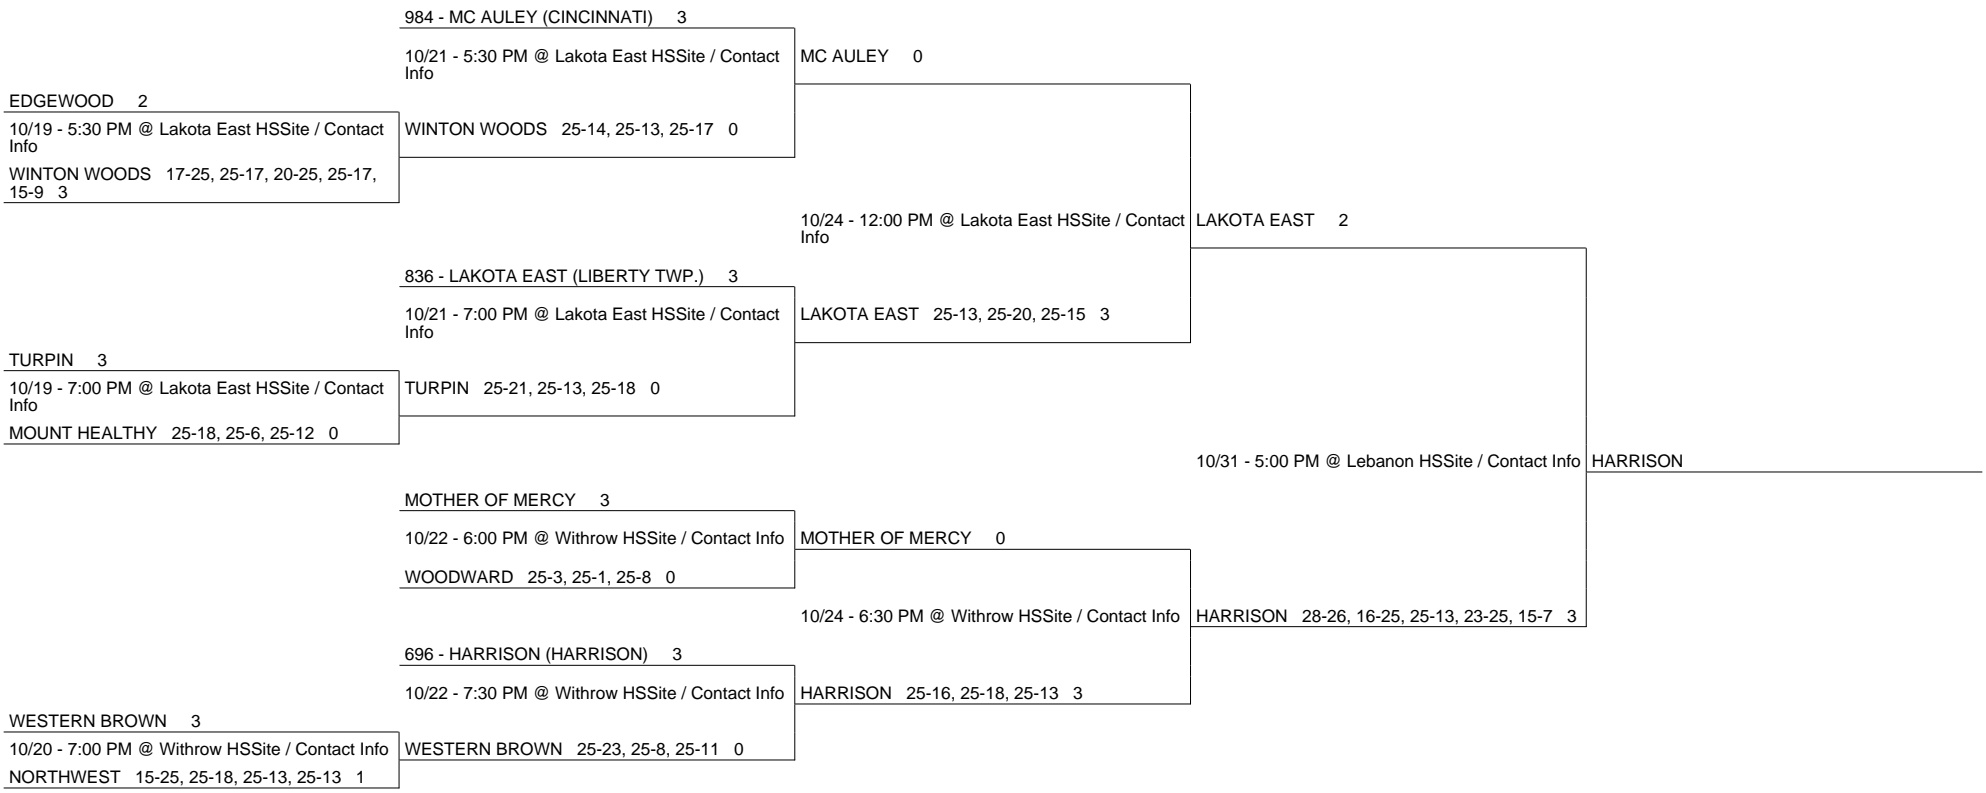 984 - MC AULEY (CINCINNATI) 3
10/21 - 5:30 PM @ Lakota East HSSite / Contact
Info
MC AULEY 0
EDGEWOOD 2
10/19 - 5:30 PM @ Lakota East HSSite / Contact
Info
WINTON WOODS 25-14, 25-13, 25-17 0
WINTON WOODS 17-25, 25-17, 20-25, 25-17,
15-9 3
10/24 - 12:00 PM @ Lakota East HSSite / Contact
Info
LAKOTA EAST 2
836 - LAKOTA EAST (LIBERTY TWP.) 3
10/21 - 7:00 PM @ Lakota East HSSite / Contact
Info
LAKOTA EAST 25-13, 25-20, 25-15 3
TURPIN 3
10/19 - 7:00 PM @ Lakota East HSSite / Contact
Info
TURPIN 25-21, 25-13, 25-18 0
MOUNT HEALTHY 25-18, 25-6, 25-12 0
10/31 - 5:00 PM @ Lebanon HSSite / Contact Info
HARRISON
MOTHER OF MERCY 3
10/22 - 6:00 PM @ Withrow HSSite / Contact Info
MOTHER OF MERCY 0
WOODWARD 25-3, 25-1, 25-8 0
10/24 - 6:30 PM @ Withrow HSSite / Contact Info
HARRISON 28-26, 16-25, 25-13, 23-25, 15-7 3
696 - HARRISON (HARRISON) 3
10/22 - 7:30 PM @ Withrow HSSite / Contact Info
HARRISON 25-16, 25-18, 25-13 3
WESTERN BROWN 3
10/20 - 7:00 PM @ Withrow HSSite / Contact Info
WESTERN BROWN 25-23, 25-8, 25-11 0
NORTHWEST 15-25, 25-18, 25-13, 25-13 1